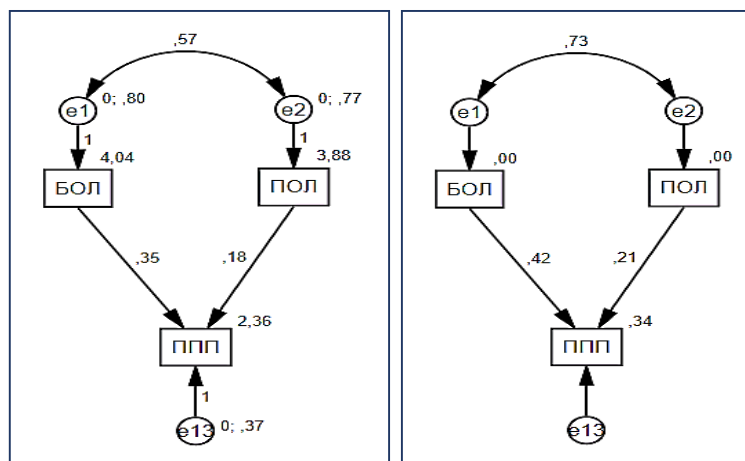 ,57
e1 0; ,80
e2 0; ,77
1
1
4,04
3,88
БОЛ
ПОЛ
,35
,18
2,36
ППП
1
e13 0; ,37
,73
e1
e2
,00
,00
БОЛ
ПОЛ
,42
,21
,34
ППП
e13